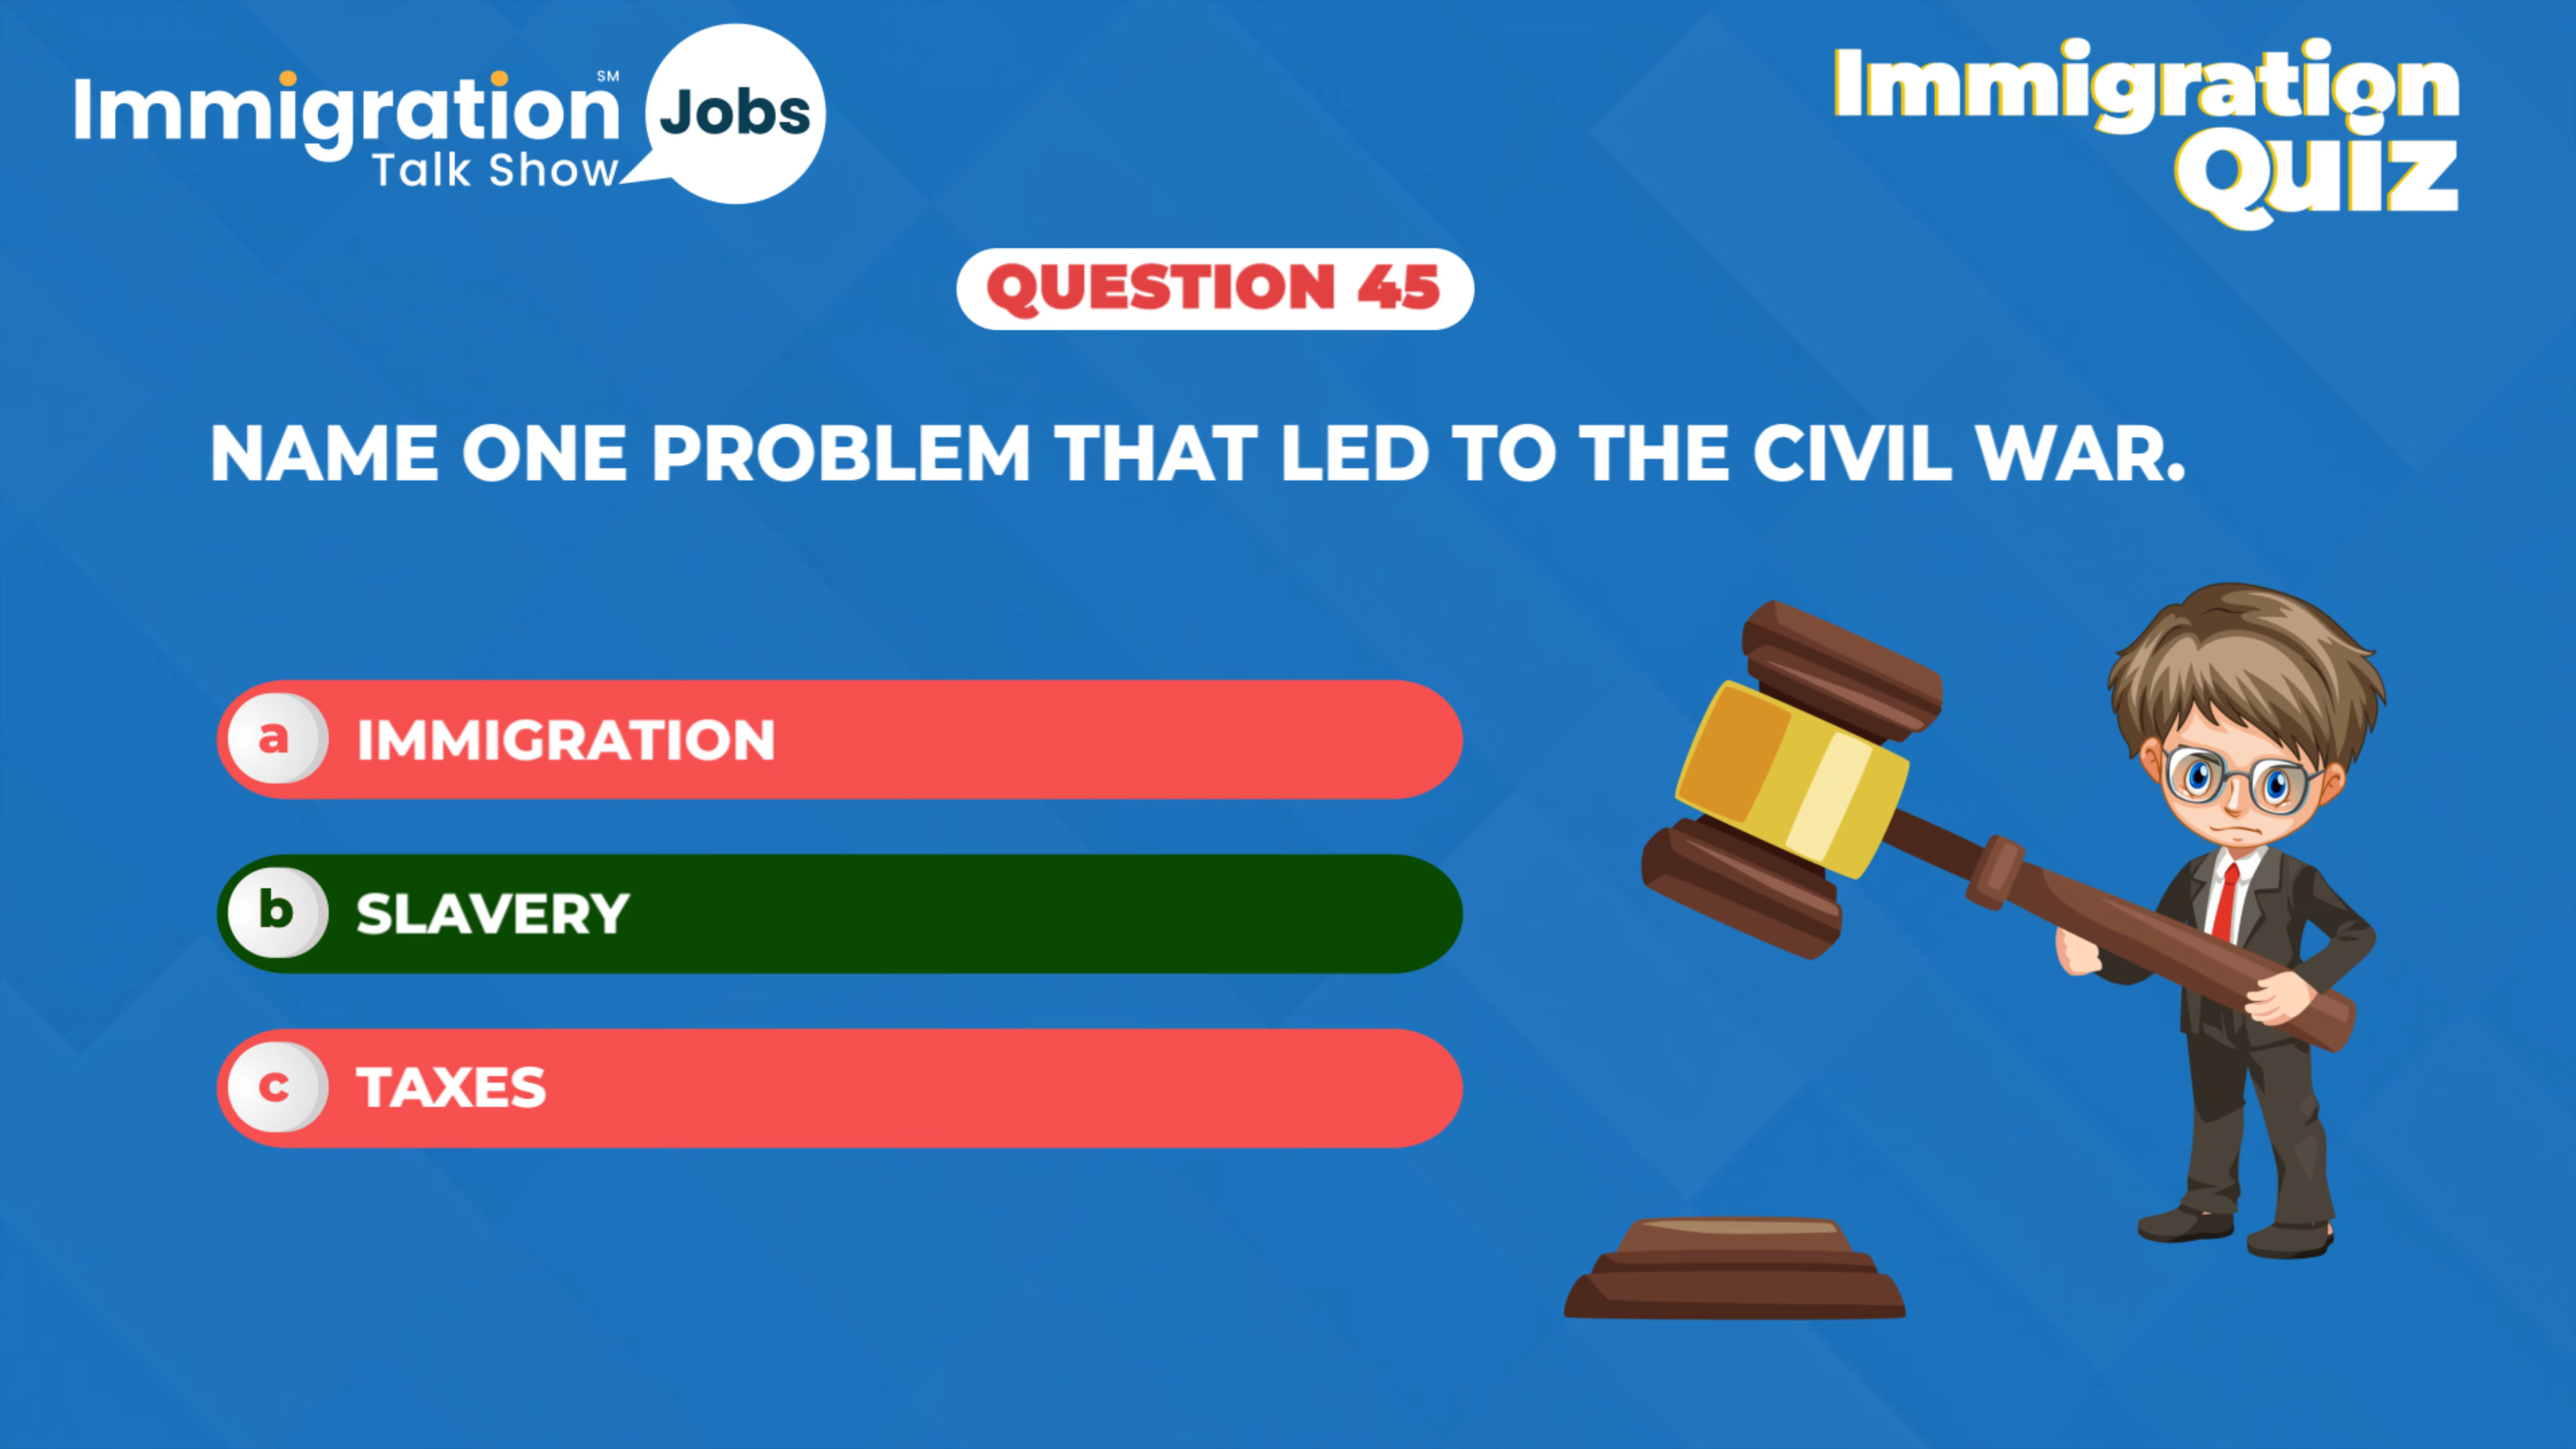 Immigration SM
Talk Show
Jobs
Immigration
Quiz
QUESTION 45
NAME ONE PROBLEM THAT LED TO THE CIVIL WAR.
a IMMIGRATION
b SLAVERY
c TAXES